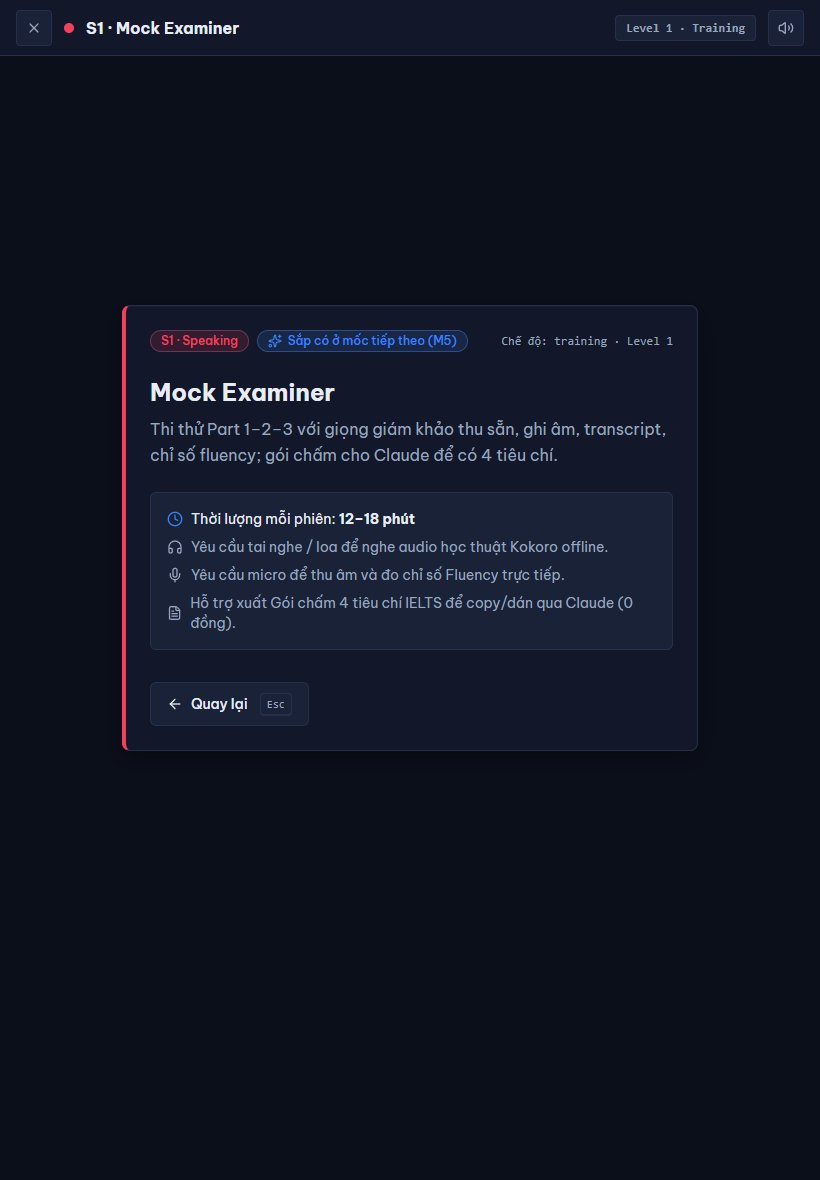 S1 · Mock Examiner
Level 1 · Training
S1 · Speaking
Sắp có ở mốc tiếp theo (M5)
Chế độ: training · Level 1
Mock Examiner
Thi thử Part 1–2–3 với giọng giám khảo thu sẵn, ghi âm, transcript,
chỉ số fluency; gói chấm cho Claude để có 4 tiêu chí.
Thời lượng mỗi phiên: 12–18 phút
Yêu cầu tai nghe / loa để nghe audio học thuật Kokoro offline.
Yêu cầu micro để thu âm và đo chỉ số Fluency trực tiếp.
Hỗ trợ xuất Gói chấm 4 tiêu chí IELTS để copy/dán qua Claude (0
đồng).
Quay lại
Esc